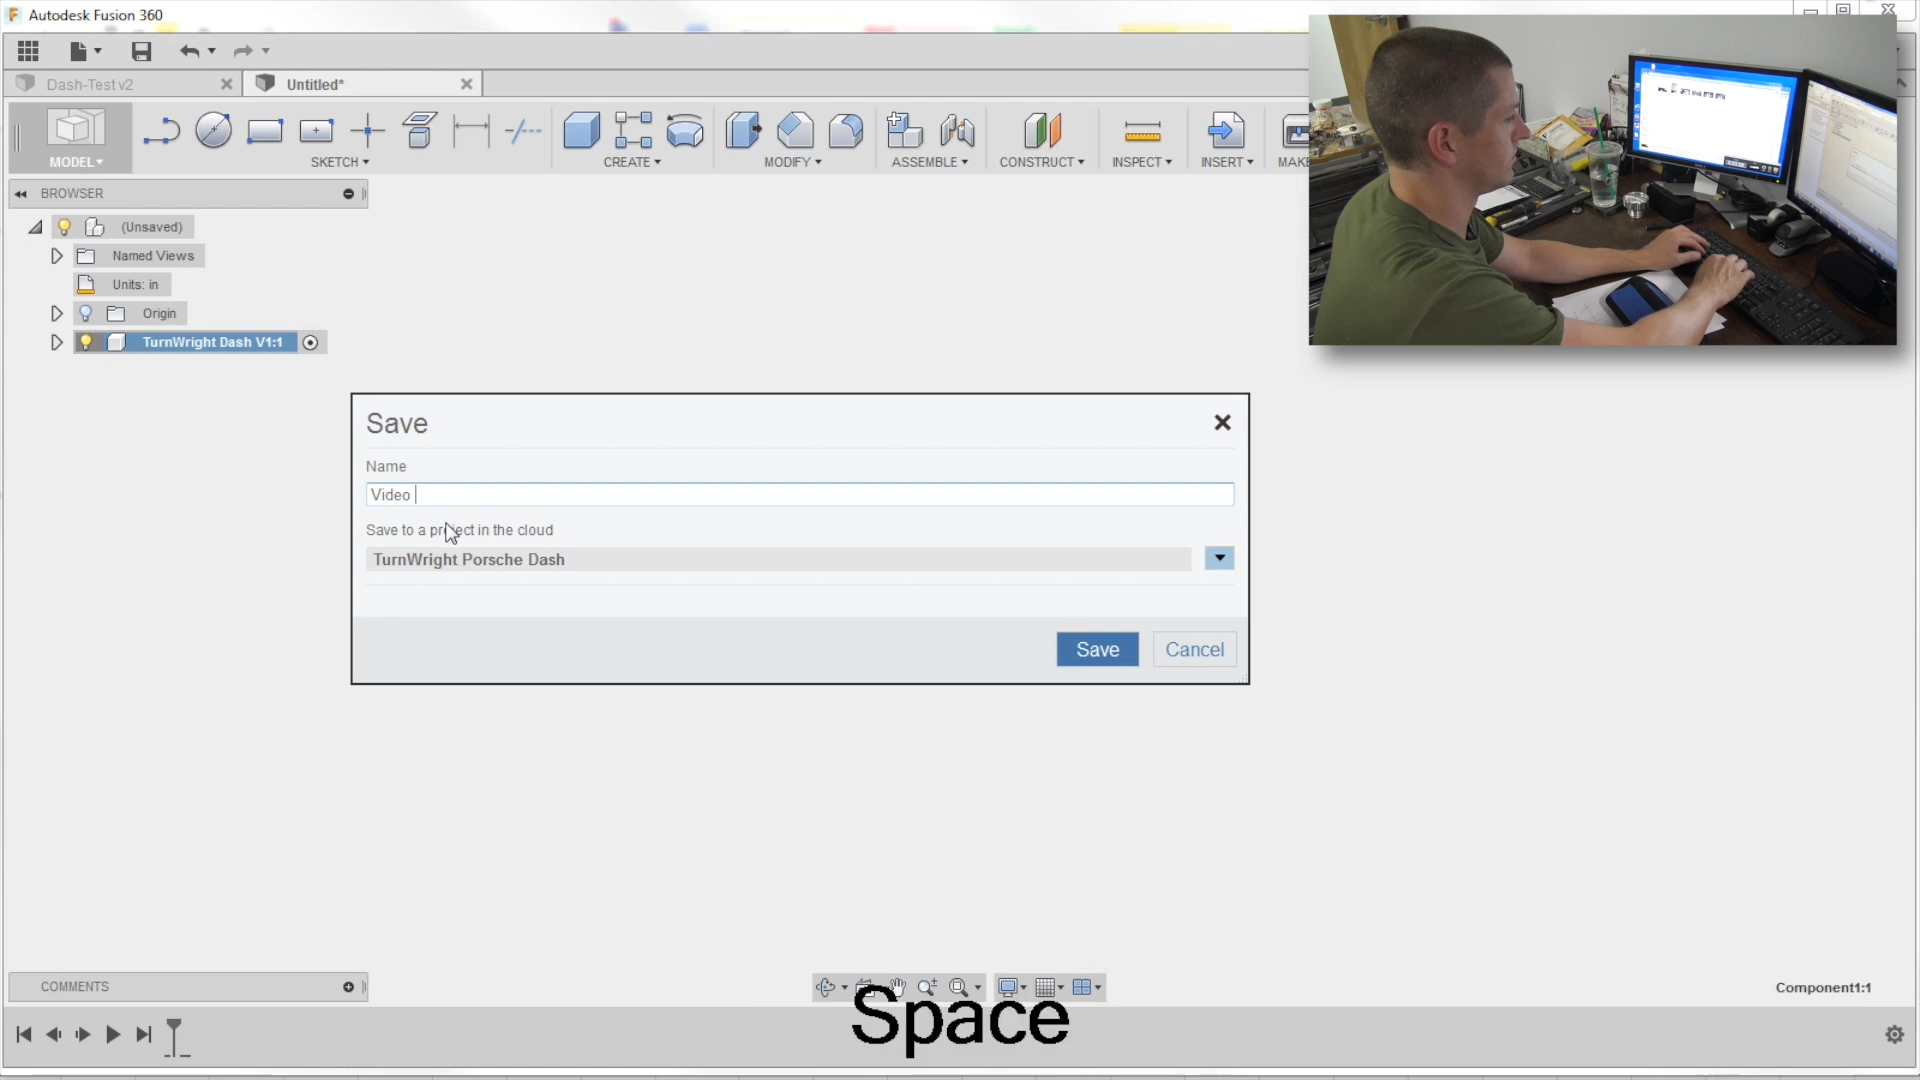 Autodesk Fusion 360
Dash-Test v2
Untitled*
MODEL
SKETCH
CREATE
MODIFY
ASSEMBLE
CONSTRUCT
INSPECT
INSERT
MAKE
BROWSER
(Unsaved)
Named Views
Units: in
Origin
TurnWright Dash V1:1
Save
Name
Video
Save to a project in the cloud
TurnWright Porsche Dash
Save
Cancel
COMMENTS
Component1:1
Space